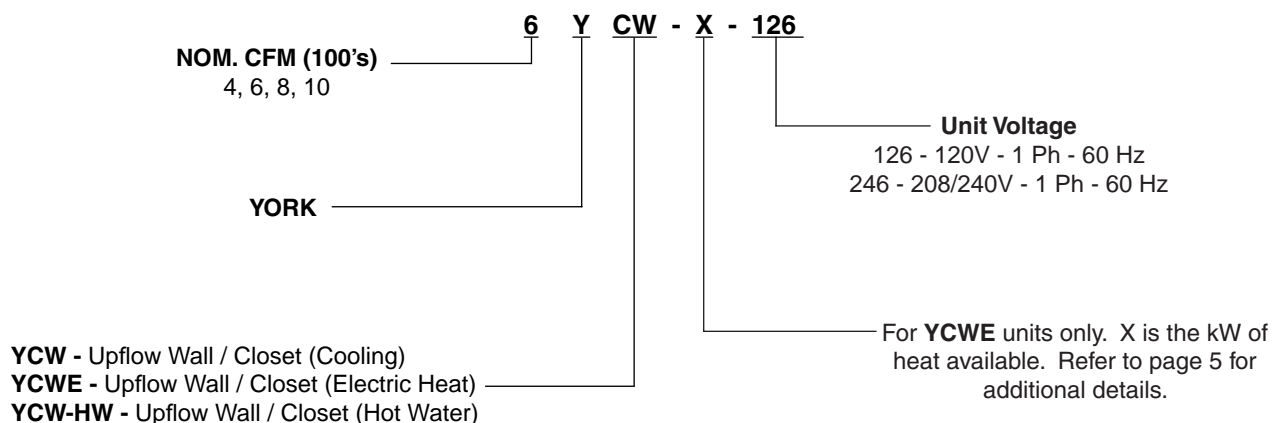 6 Y CW - X - 126
NOM. CFM (100's)
4, 6, 8, 10
Unit Voltage
126 - 120V - 1 Ph - 60 Hz
246 - 208/240V - 1 Ph - 60 Hz
YORK
For YCWE units only. X is the kW of
heat available. Refer to page 5 for
additional details.
YCW - Upflow Wall / Closet (Cooling)
YCWE - Upflow Wall / Closet (Electric Heat)
YCW-HW - Upflow Wall / Closet (Hot Water)